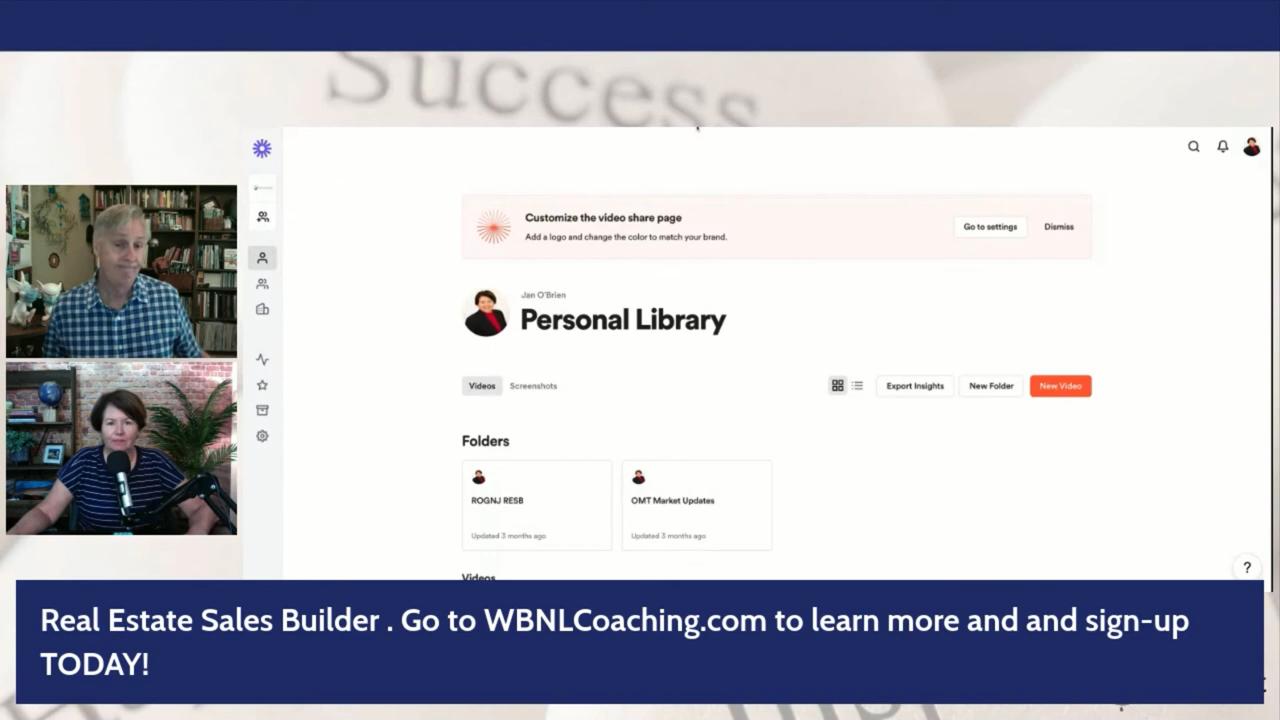 Success
Customize the video share page
Add a logo and change the color to match your brand.
Go to settings
Dismiss
Jan O'Brien
Personal Library
Videos
Screenshots
Export Insights
New Folder
New Video
Folders
ROGNJ RESB
Updated 3 months ago
OMT Market Updates
Updated 3 months ago
Videos
?
Real Estate Sales Builder . Go to WBNLCoaching.com to learn more and and sign-up
TODAY!